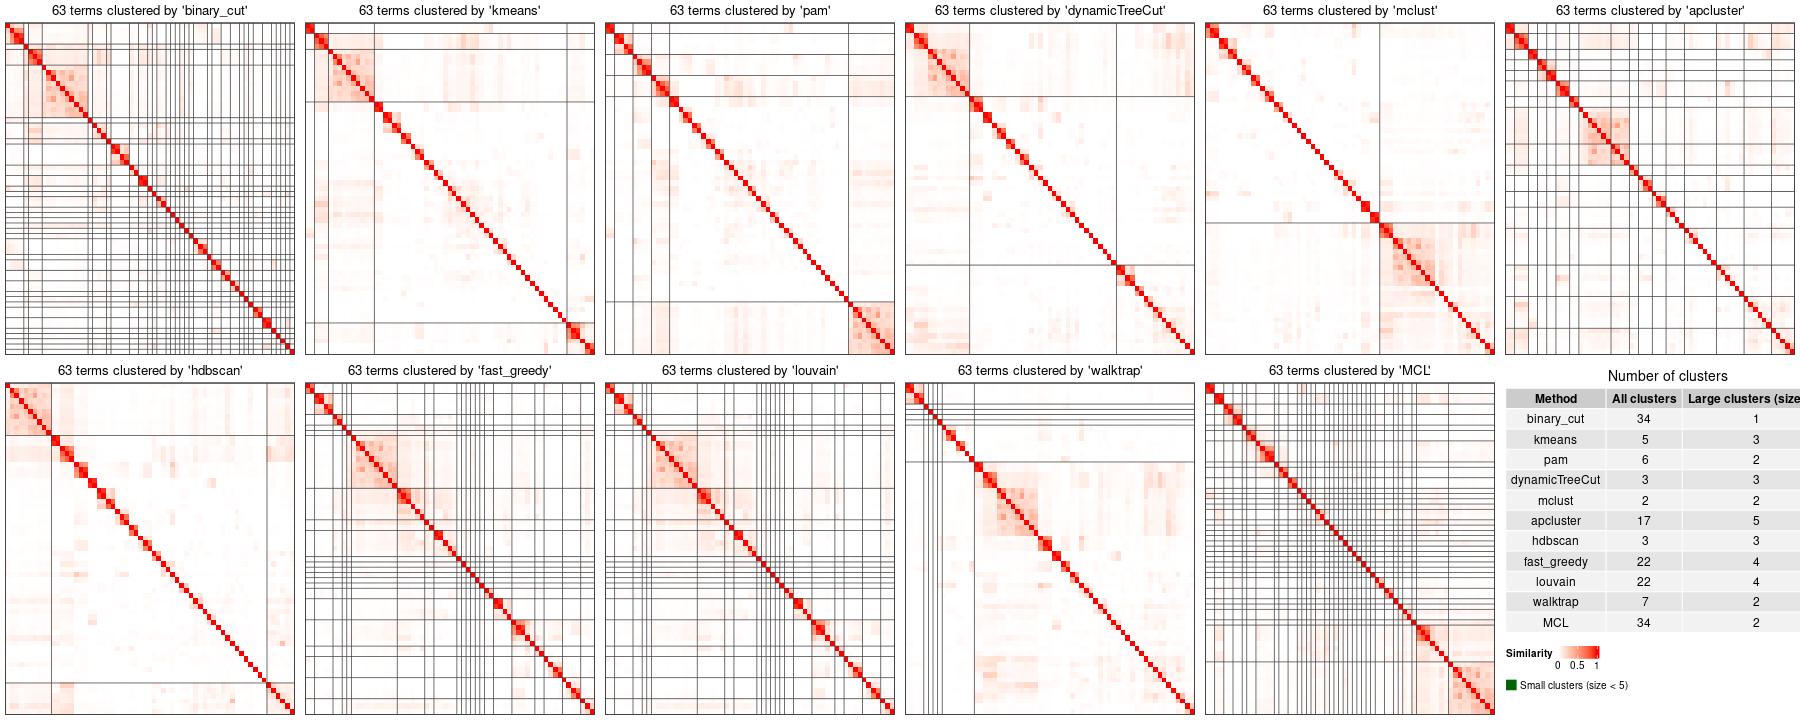 63 terms clustered by 'binary_cut'
63 terms clustered by 'kmeans'
63 terms clustered by 'pam'
63 terms clustered by 'dynamicTreeCut'
63 terms clustered by 'mclust'
63 terms clustered by 'apcluster'
63 terms clustered by 'hdbscan'
63 terms clustered by 'fast_greedy'
63 terms clustered by 'louvain'
63 terms clustered by 'walktrap'
63 terms clustered by 'MCL'
Number of clusters
Method All clusters Large clusters (size
binary_cut 34 1
kmeans 5 3
pam 6 2
dynamicTreeCut 3 3
mclust 2 2
apcluster 17 5
hdbscan 3 3
fast_greedy 22 4
louvain 22 4
walktrap 7 2
MCL 34 2
Similarity
0 0.5 1
Small clusters (size < 5)